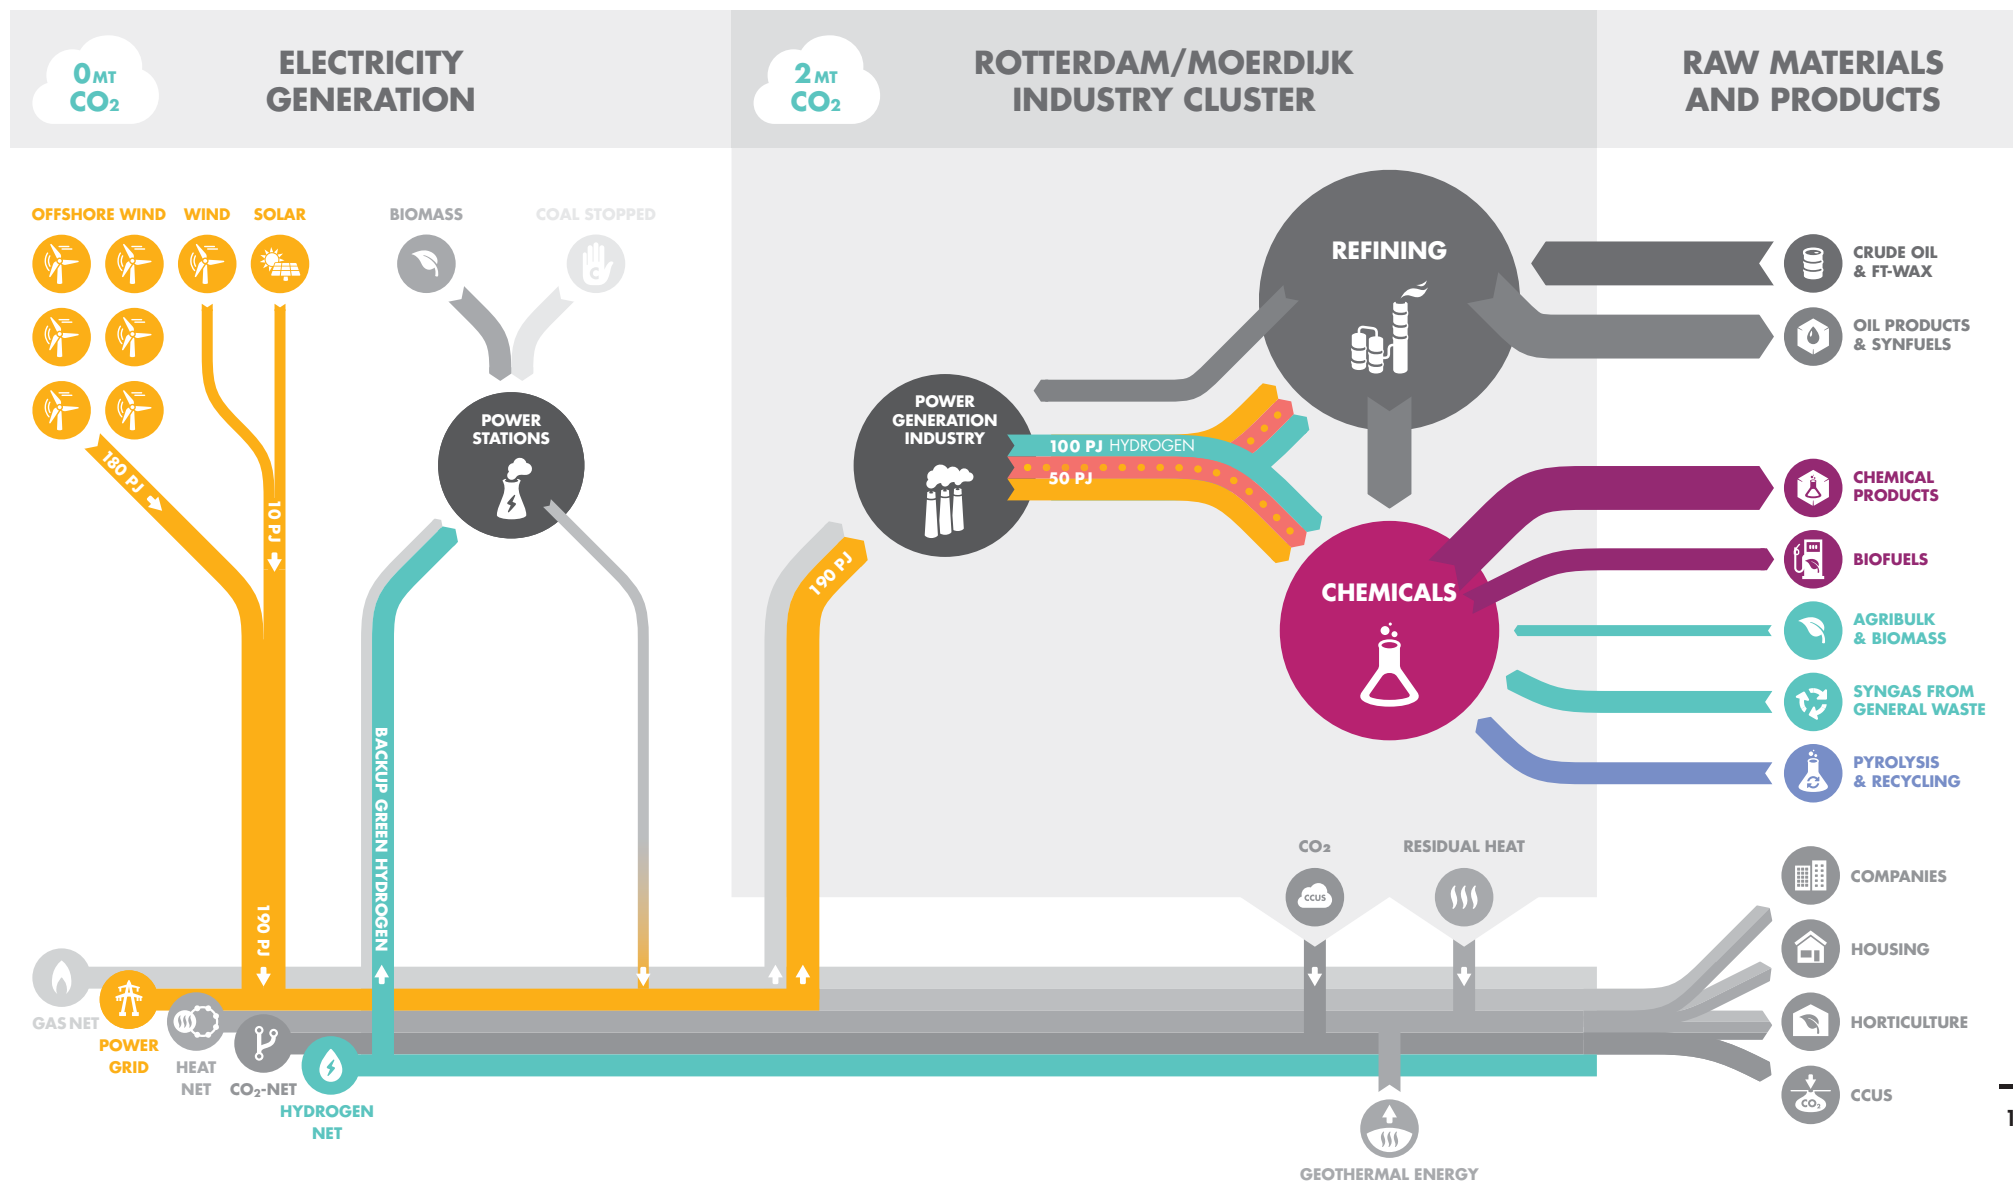 0 MT
CO2
ELECTRICITY
GENERATION
2 MT
CO2
ROTTERDAM/MOERDIJK
INDUSTRY CLUSTER
RAW MATERIALS
AND PRODUCTS
OFFSHORE WIND
WIND
SOLAR
BIOMASS
COAL STOPPED
C
180 PJ
10 PJ
190 PJ
POWER
STATIONS
BACKUP GREEN HYDROGEN
190 PJ
POWER
GENERATION
INDUSTRY
100 PJ HYDROGEN
50 PJ
REFINING
CHEMICALS
CRUDE OIL
& FT-WAX
OIL PRODUCTS
& SYNFUELS
CHEMICAL
PRODUCTS
BIOFUELS
AGRIBULK
& BIOMASS
SYNGAS FROM
GENERAL WASTE
PYROLYSIS
& RECYCLING
CO2
CCUS
RESIDUAL HEAT
COMPANIES
HOUSING
HORTICULTURE
CO2
CCUS
GAS NET
POWER
GRID
HEAT
NET
CO2-NET
HYDROGEN
NET
GEOTHERMAL ENERGY
1